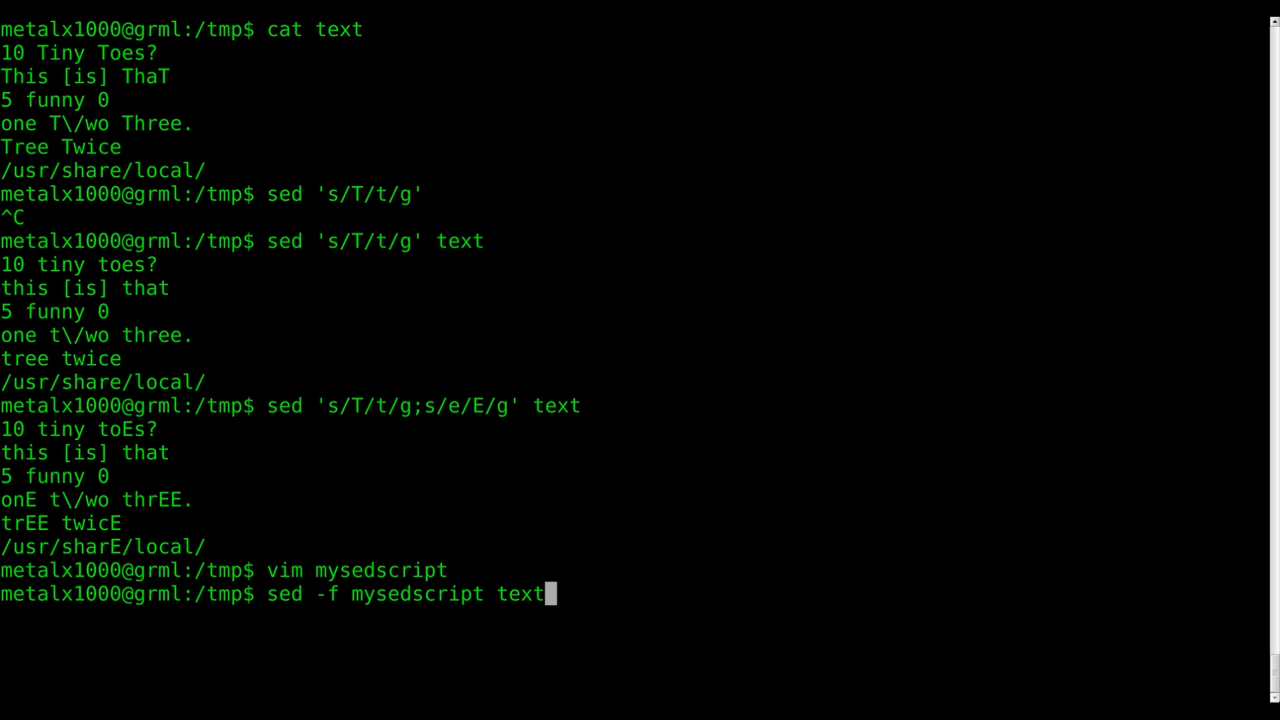 metalx1000@grml:/tmp$ cat text
10 Tiny Toes?
This [is] ThaT
5 funny 0
one T\/wo Three.
Tree Twice
/usr/share/local/
metalx1000@grml:/tmp$ sed 's/T/t/g'
^C
metalx1000@grml:/tmp$ sed 's/T/t/g' text
10 tiny toes?
this [is] that
5 funny 0
one t\/wo three.
tree twice
/usr/share/local/
metalx1000@grml:/tmp$ sed 's/T/t/g;s/e/E/g' text
10 tiny toEs?
this [is] that
5 funny 0
onE t\/wo thrEE.
trEE twicE
/usr/sharE/local/
metalx1000@grml:/tmp$ vim mysedscript
metalx1000@grml:/tmp$ sed -f mysedscript text